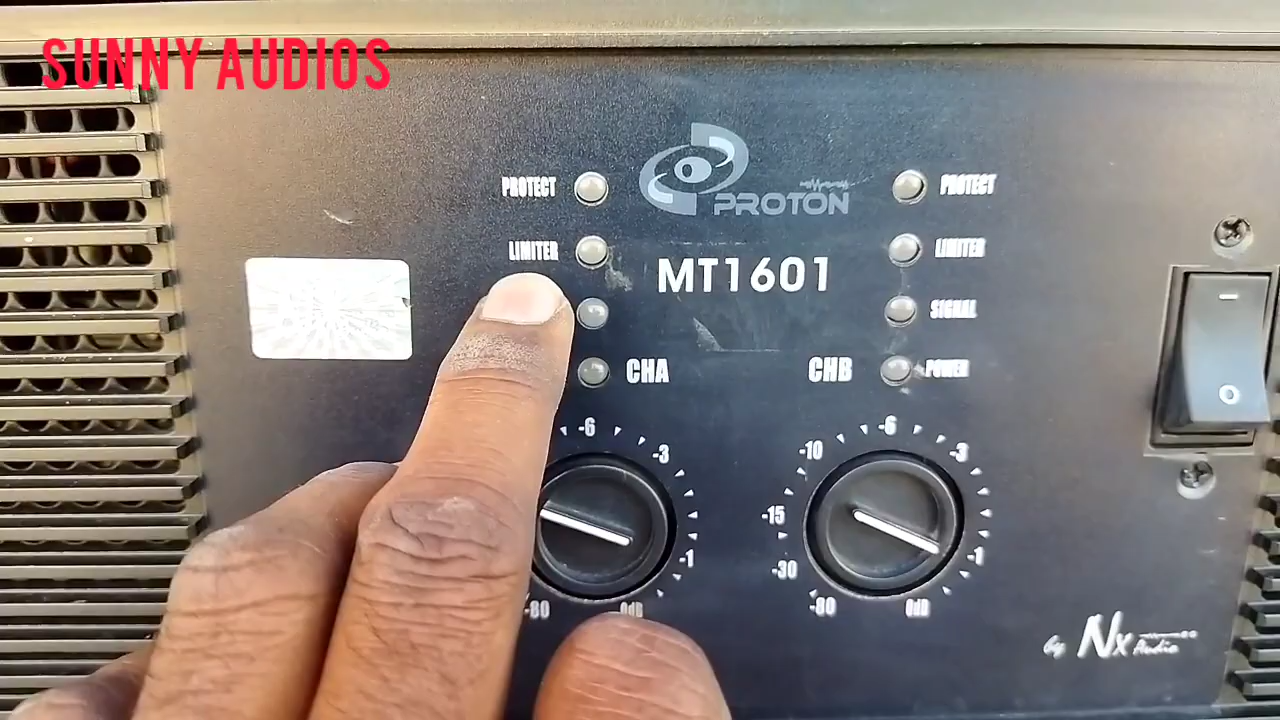 SUNNY AUDIOS
PROTECT
LIMITER
PROTON
MT1601
PROTECT
LIMITER
SIGNAL
POWER
CHA
CHB
-6
-3
-1
0dB
-80
-6
-3
-1
0dB
-80
-30
-15
-10
by Nx Audio